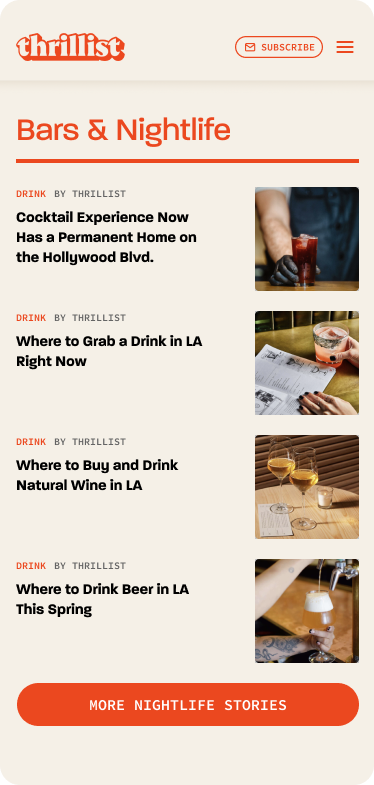 thrillist
SUBSCRIBE
Bars & Nightlife
DRINK BY THRILLIST
Cocktail Experience Now
Has a Permanent Home on
the Hollywood Blvd.
DRINK BY THRILLIST
Where to Grab a Drink in LA
Right Now
DRINK BY THRILLIST
Where to Buy and Drink
Natural Wine in LA
DRINK BY THRILLIST
Where to Drink Beer in LA
This Spring
MORE NIGHTLIFE STORIES